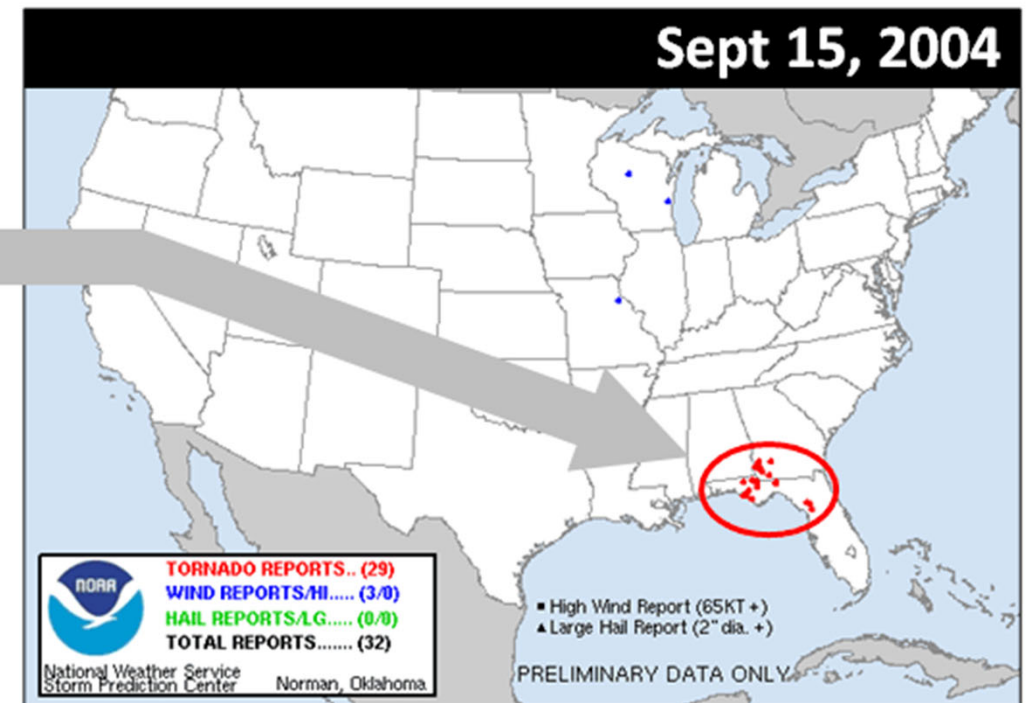 Sept 15, 2004
NOAA
TORNADO REPORTS.. (29)
WIND REPORTS/HI..... (3/0)
HAIL REPORTS/LG..... (0/0)
TOTAL REPORTS....... (32)
National Weather Service
Storm Prediction Center Norman, Oklahoma
High Wind Report (65KT +)
Large Hail Report (2" dia. +)
PRELIMINARY DATA ONLY